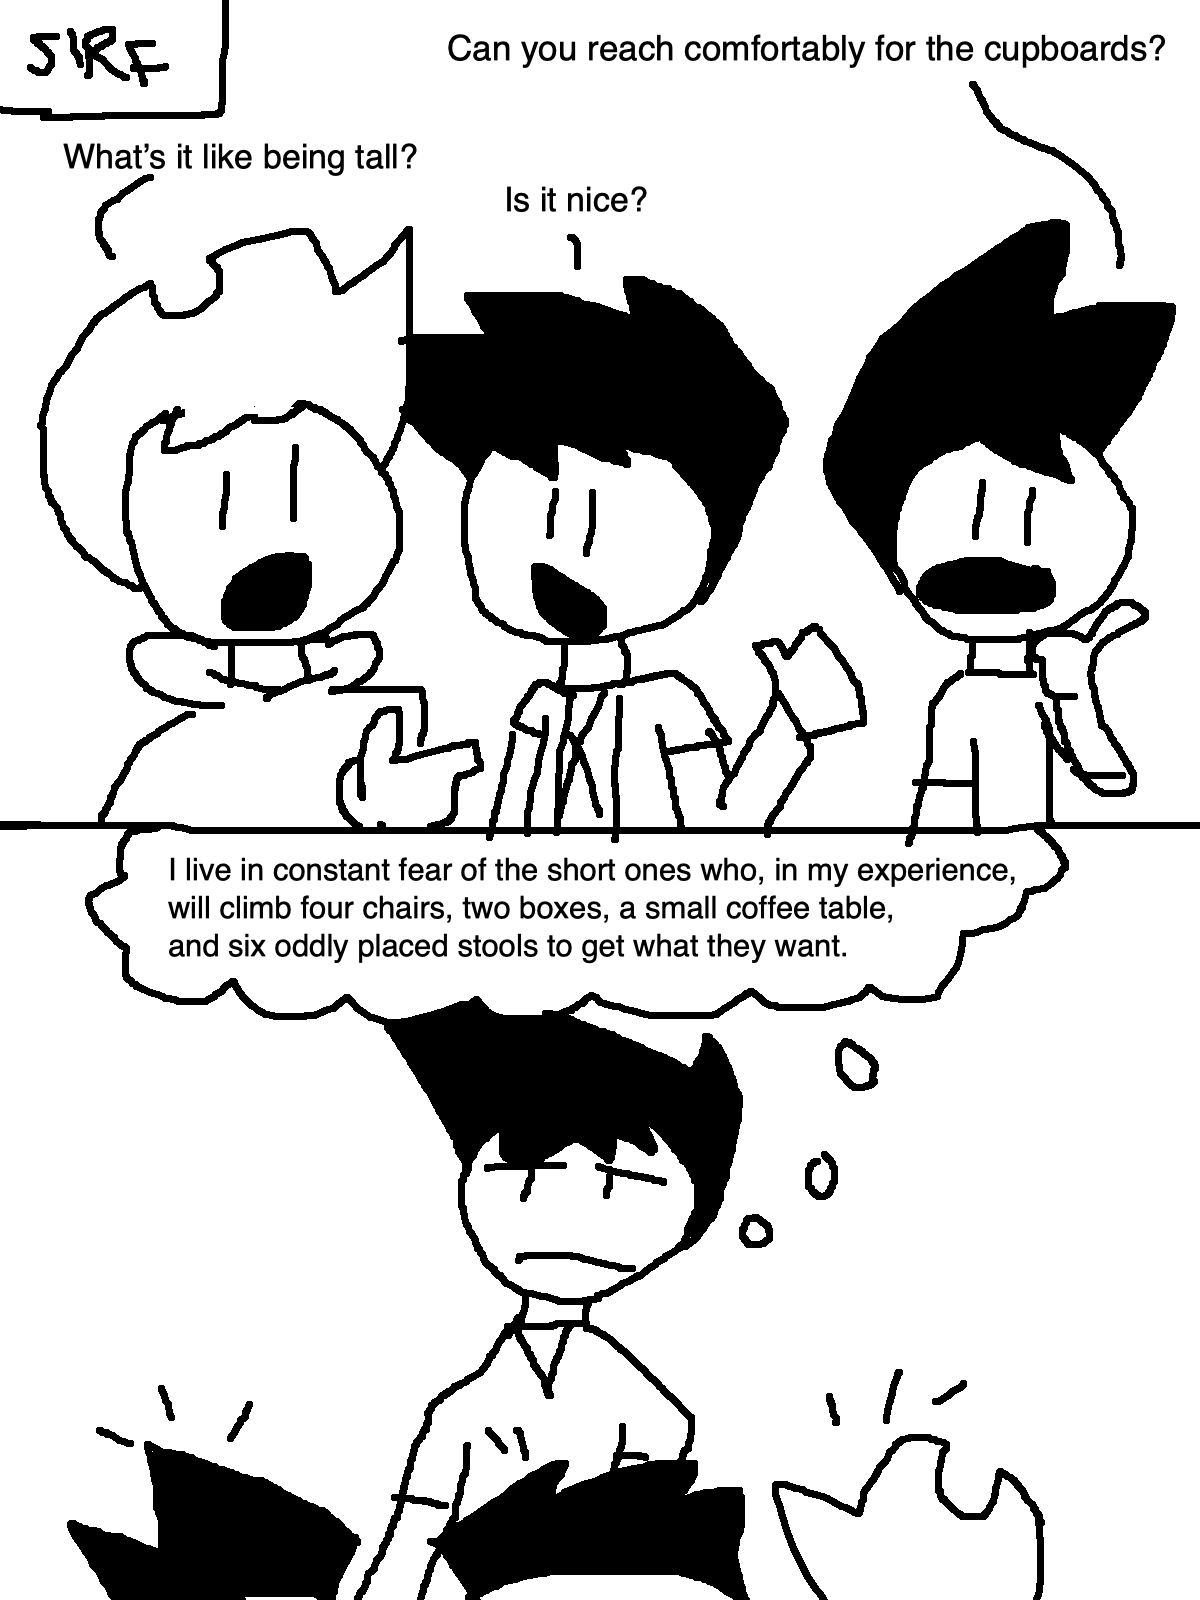 SIRF
Can you reach comfortably for the cupboards?
What's it like being tall?
Is it nice?
I live in constant fear of the short ones who, in my experience,
will climb four chairs, two boxes, a small coffee table,
and six oddly placed stools to get what they want.